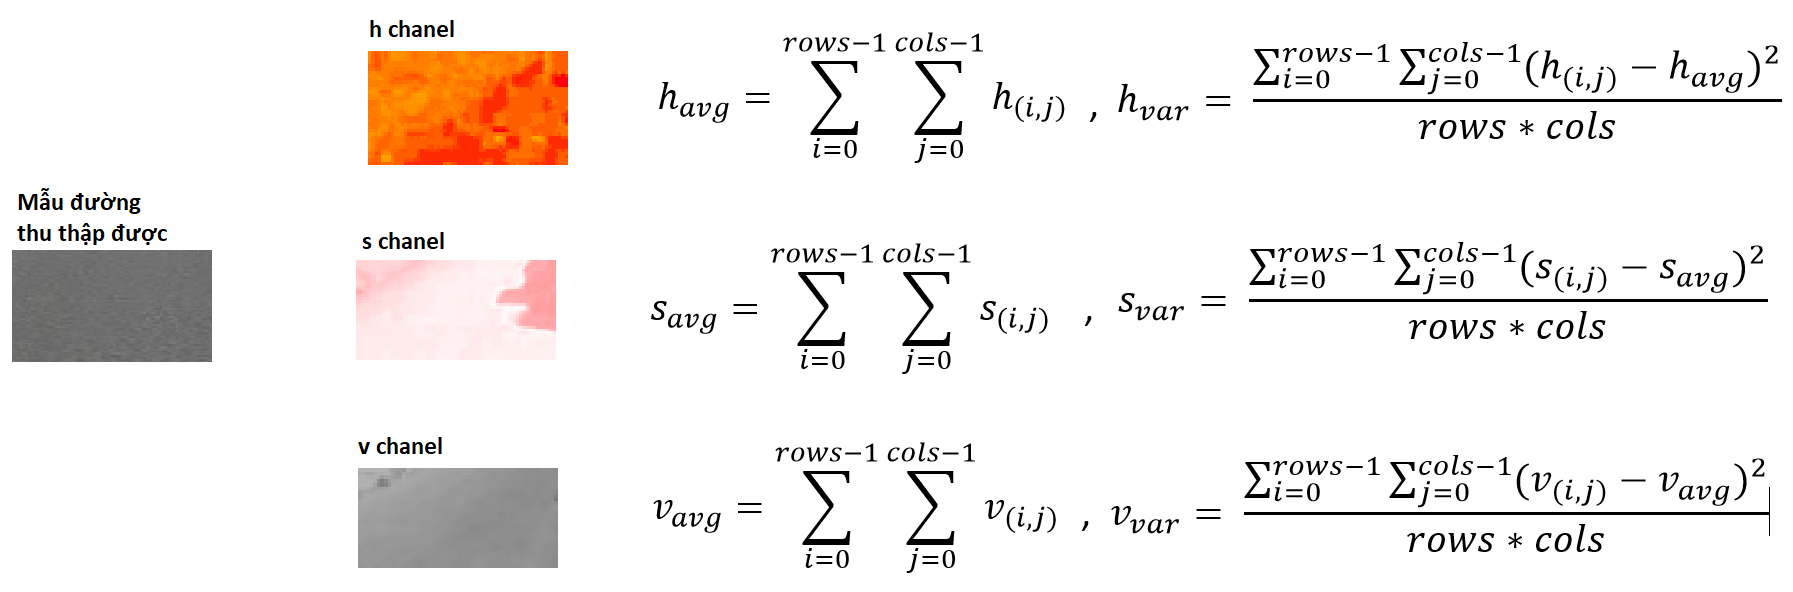 h chanel
h_{avg} = \sum_{i=0}^{rows-1} \sum_{j=0}^{cols-1} h_{(i,j)} , h_{var} = \frac{\sum_{i=0}^{rows-1} \sum_{j=0}^{cols-1} (h_{(i,j)} - h_{avg})^2}{rows * cols}
Mẫu đường
thu thập được
s chanel
s_{avg} = \sum_{i=0}^{rows-1} \sum_{j=0}^{cols-1} s_{(i,j)} , s_{var} = \frac{\sum_{i=0}^{rows-1} \sum_{j=0}^{cols-1} (s_{(i,j)} - s_{avg})^2}{rows * cols}
v chanel
v_{avg} = \sum_{i=0}^{rows-1} \sum_{j=0}^{cols-1} v_{(i,j)} , v_{var} = \frac{\sum_{i=0}^{rows-1} \sum_{j=0}^{cols-1} (v_{(i,j)} - v_{avg})^2}{rows * cols}